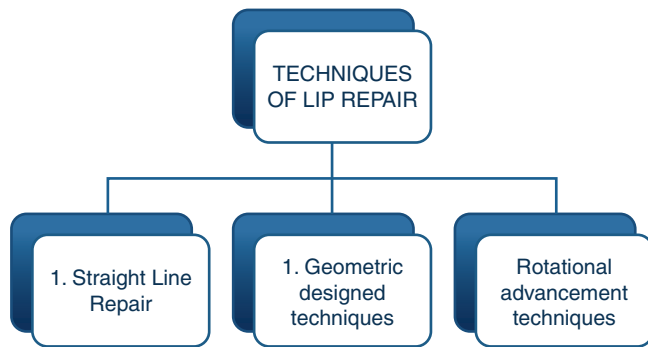 TECHNIQUES
OF LIP REPAIR
1. Straight Line
Repair
1. Geometric
designed
techniques
Rotational
advancement
techniques